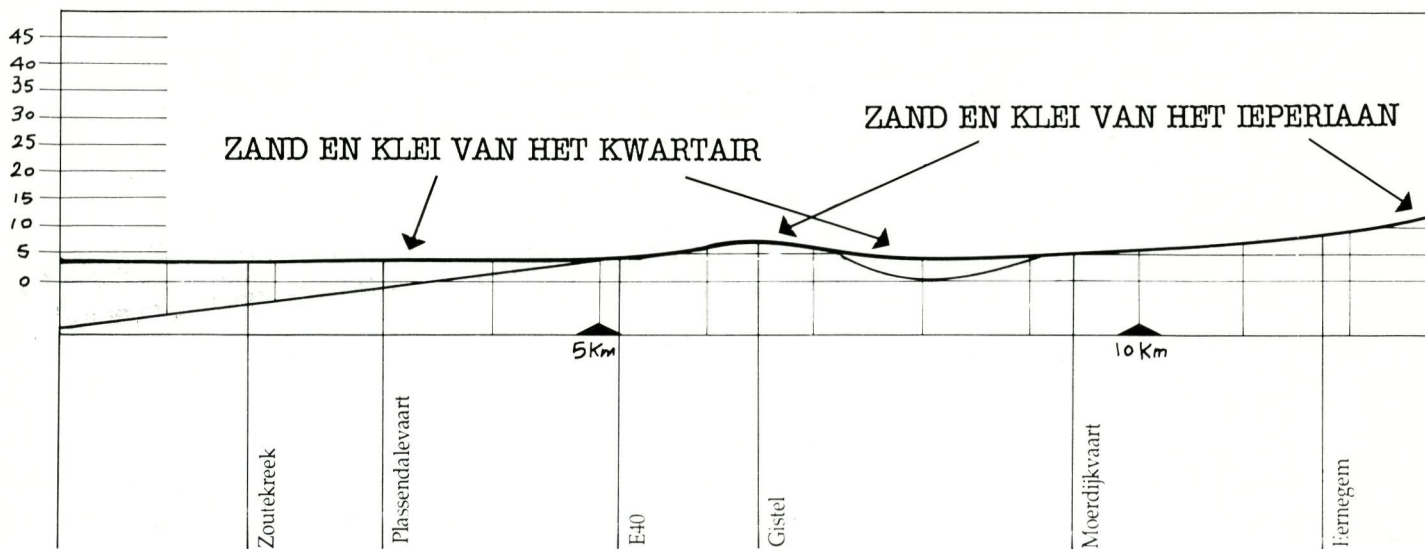 45
40
35
30
25
20
15
10
5
0
ZAND EN KLEI VAN HET KWARTAIR
ZAND EN KLEI VAN HET IEPERIAAN
5Km
10Km
Zoutekreek
Plassendalevaart
E40
Gistel
Moerdijkvaart
Eernegem